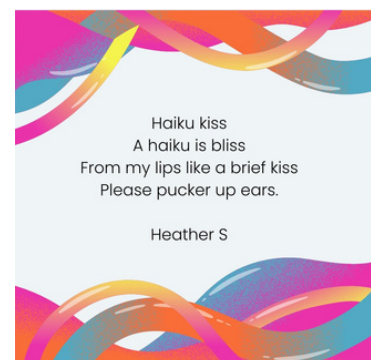 Haiku kiss
A haiku is bliss
From my lips like a brief kiss
Please pucker up ears.
Heather S